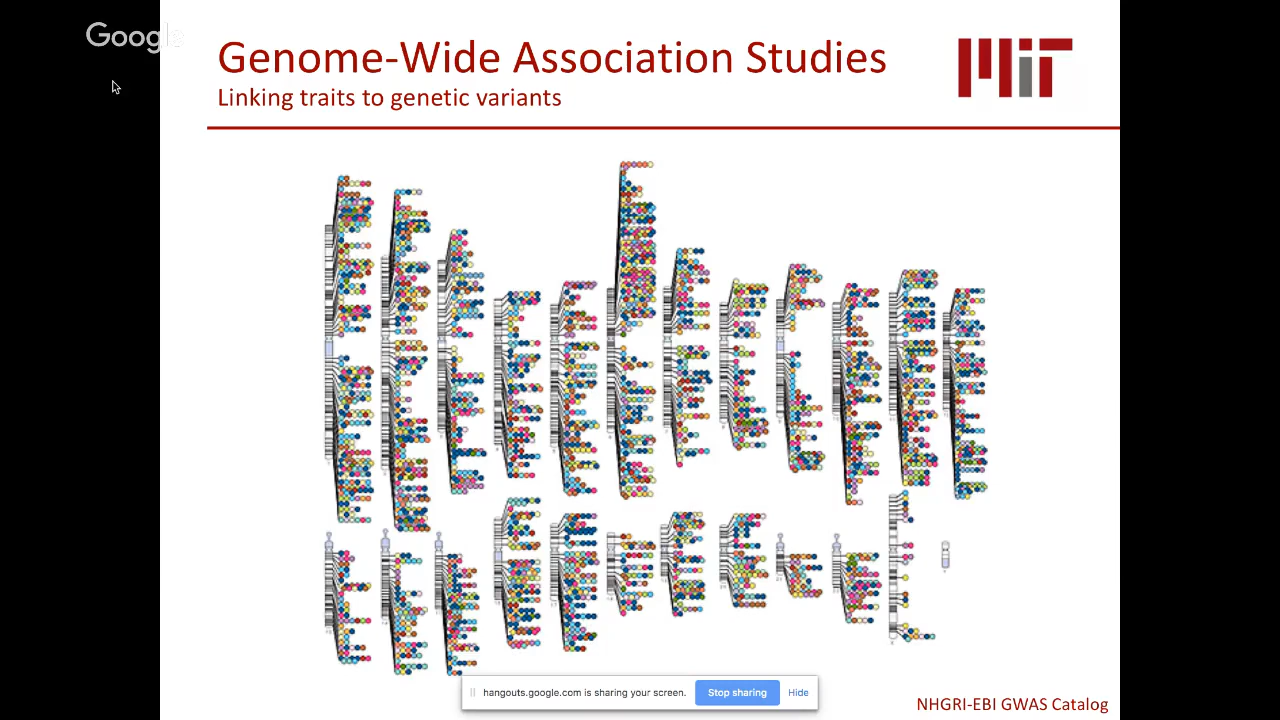 Google
Genome-Wide Association Studies
Linking traits to genetic variants
MIT
hangouts.google.com is sharing your screen.
Stop sharing
Hide
NHGRI-EBI GWAS Catalog